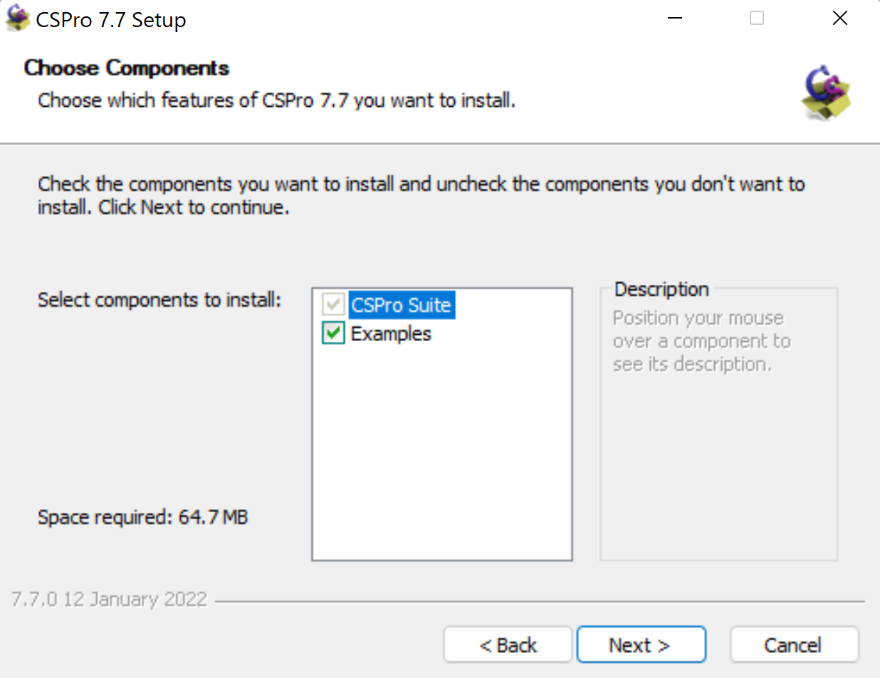 CSPro 7.7 Setup
Choose Components
Choose which features of CSPro 7.7 you want to install.
Check the components you want to install and uncheck the components you don't want to
install. Click Next to continue.
Select components to install:
CSPro Suite
Examples
Description
Position your mouse
over a component to
see its description.
Space required: 64.7 MB
7.7.0 12 January 2022
< Back
Next >
Cancel